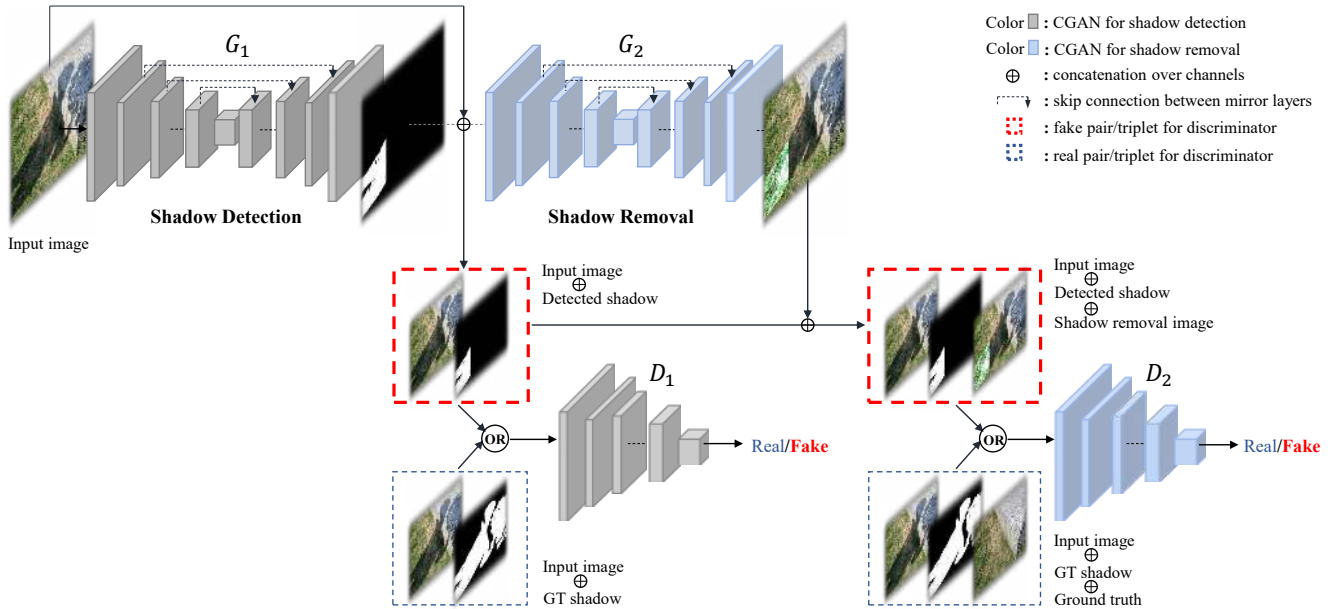 G₁
G₂
Color : CGAN for shadow detection
Color : CGAN for shadow removal
⊕ : concatenation over channels
: skip connection between mirror layers
: fake pair/triplet for discriminator
: real pair/triplet for discriminator
Shadow Detection
Shadow Removal
Input image
Input image
⊕
Detected shadow
Input image
⊕
Detected shadow
⊕
Shadow removal image
D₁
D₂
OR
Real/Fake
OR
Real/Fake
Input image
⊕
GT shadow
Input image
⊕
GT shadow
⊕
Ground truth